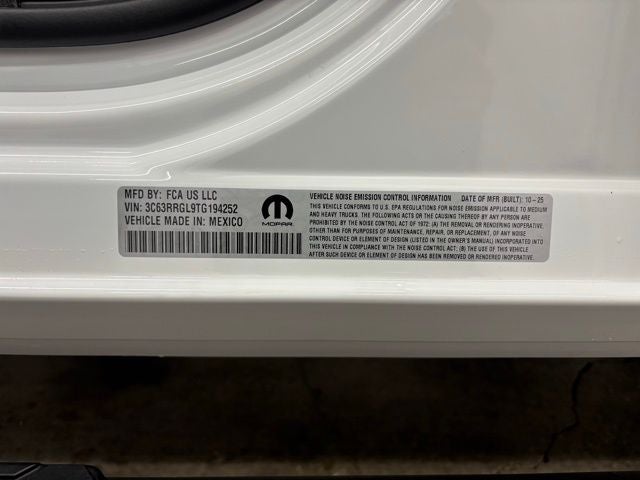 MFD BY: FCA US LLC
VIN: 3C63RRGL9TG194252
VEHICLE MADE IN: MEXICO
MOPAR
VEHICLE NOISE EMISSION CONTROL INFORMATION DATE OF MFR (BUILT): 10-25
THIS VEHICLE CONFORMS TO U.S. EPA REGULATIONS FOR NOISE EMISSION APPLICABLE TO MEDIUM
AND HEAVY TRUCKS. THE FOLLOWING ACTS OR THE CAUSING THEREOF BY ANY PERSON ARE
PROHIBITED BY THE NOISE CONTROL ACT OF 1972: (A) THE REMOVAL OR RENDERING INOPERATIVE,
OTHER THAN FOR PURPOSES OF MAINTENANCE, REPAIR, OR REPLACEMENT, OF ANY NOISE
CONTROL DEVICE OR ELEMENT OF DESIGN (LISTED IN THE OWNER'S MANUAL) INCORPORATED INTO
THIS VEHICLE IN COMPLIANCE WITH THE NOISE CONTROL ACT; (B) THE USE OF THIS VEHICLE
AFTER SUCH DEVICE OR ELEMENT OF DESIGN HAS BEEN REMOVED OR RENDERED INOPERATIVE.